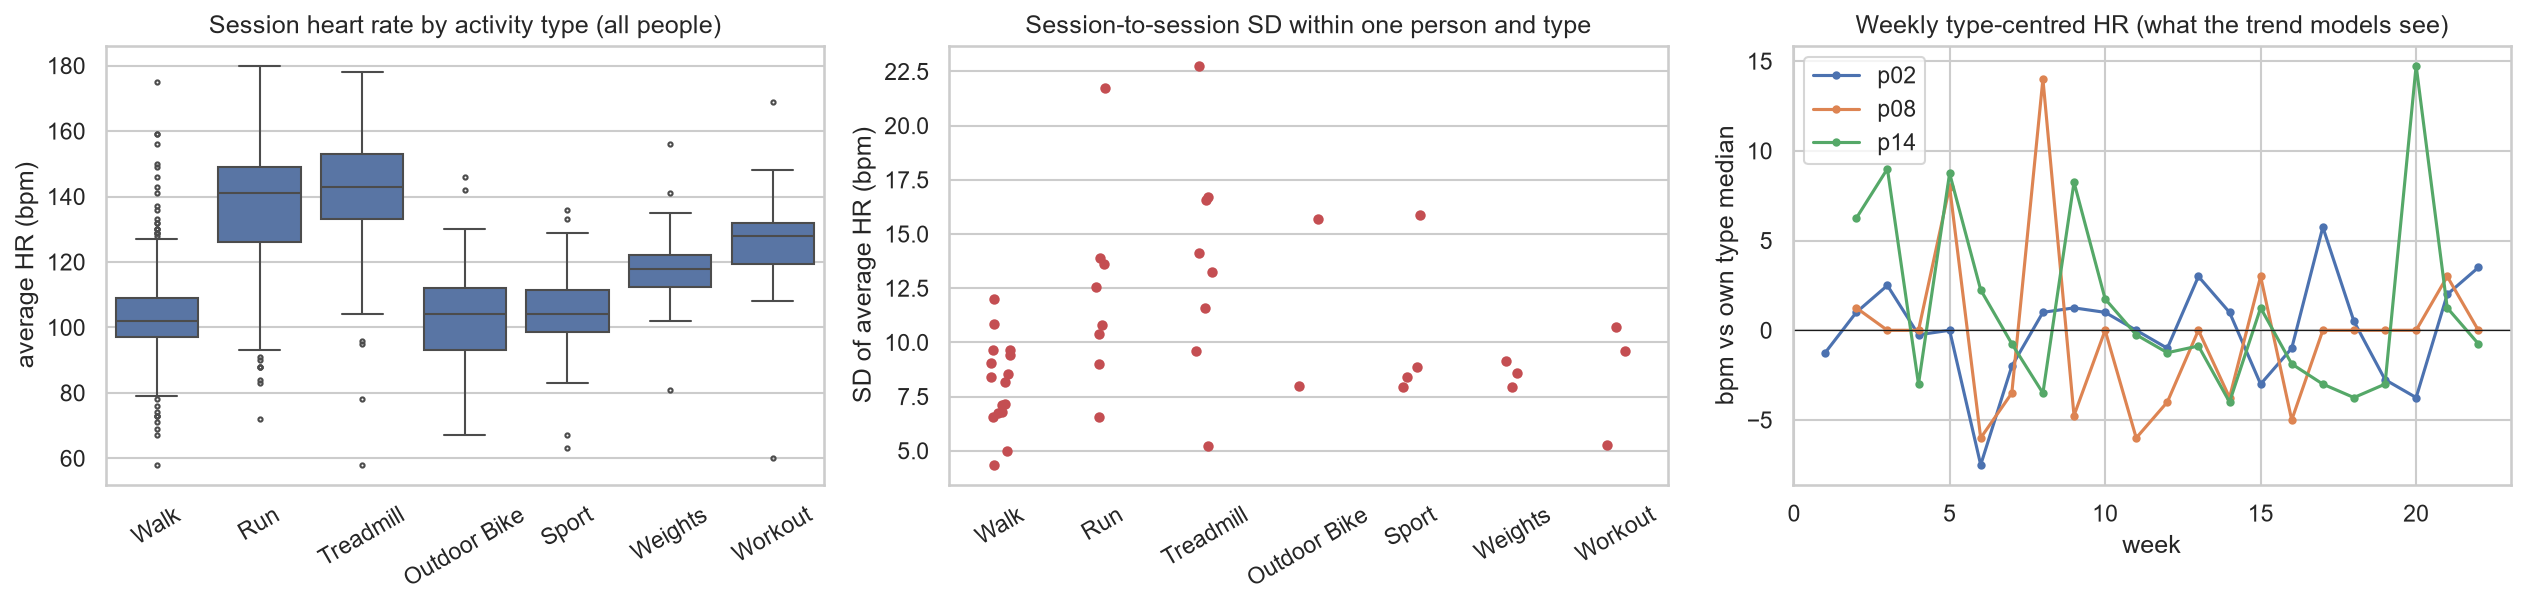 Session heart rate by activity type (all people)
average HR (bpm)
180
160
140
120
100
80
60
Walk
Run
Treadmill
Outdoor Bike
Sport
Weights
Workout
Session-to-session SD within one person and type
SD of average HR (bpm)
22.5
20.0
17.5
15.0
12.5
10.0
7.5
5.0
Walk
Run
Treadmill
Outdoor Bike
Sport
Weights
Workout
Weekly type-centred HR (what the trend models see)
bpm vs own type median
15
10
5
0
−5
p02
p08
p14
0
5
10
15
20
week